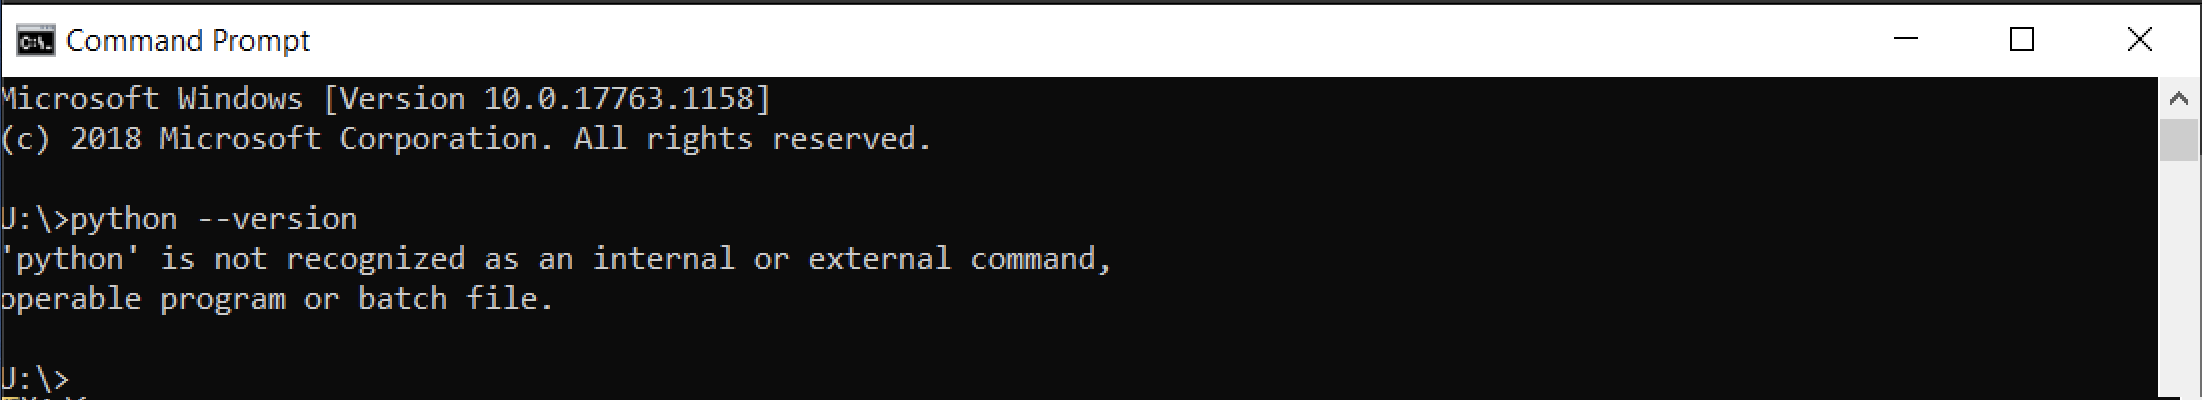 C:\.
Command Prompt
Microsoft Windows [Version 10.0.17763.1158]
(c) 2018 Microsoft Corporation. All rights reserved.
U:\>python --version
'python' is not recognized as an internal or external command,
operable program or batch file.
U:\>